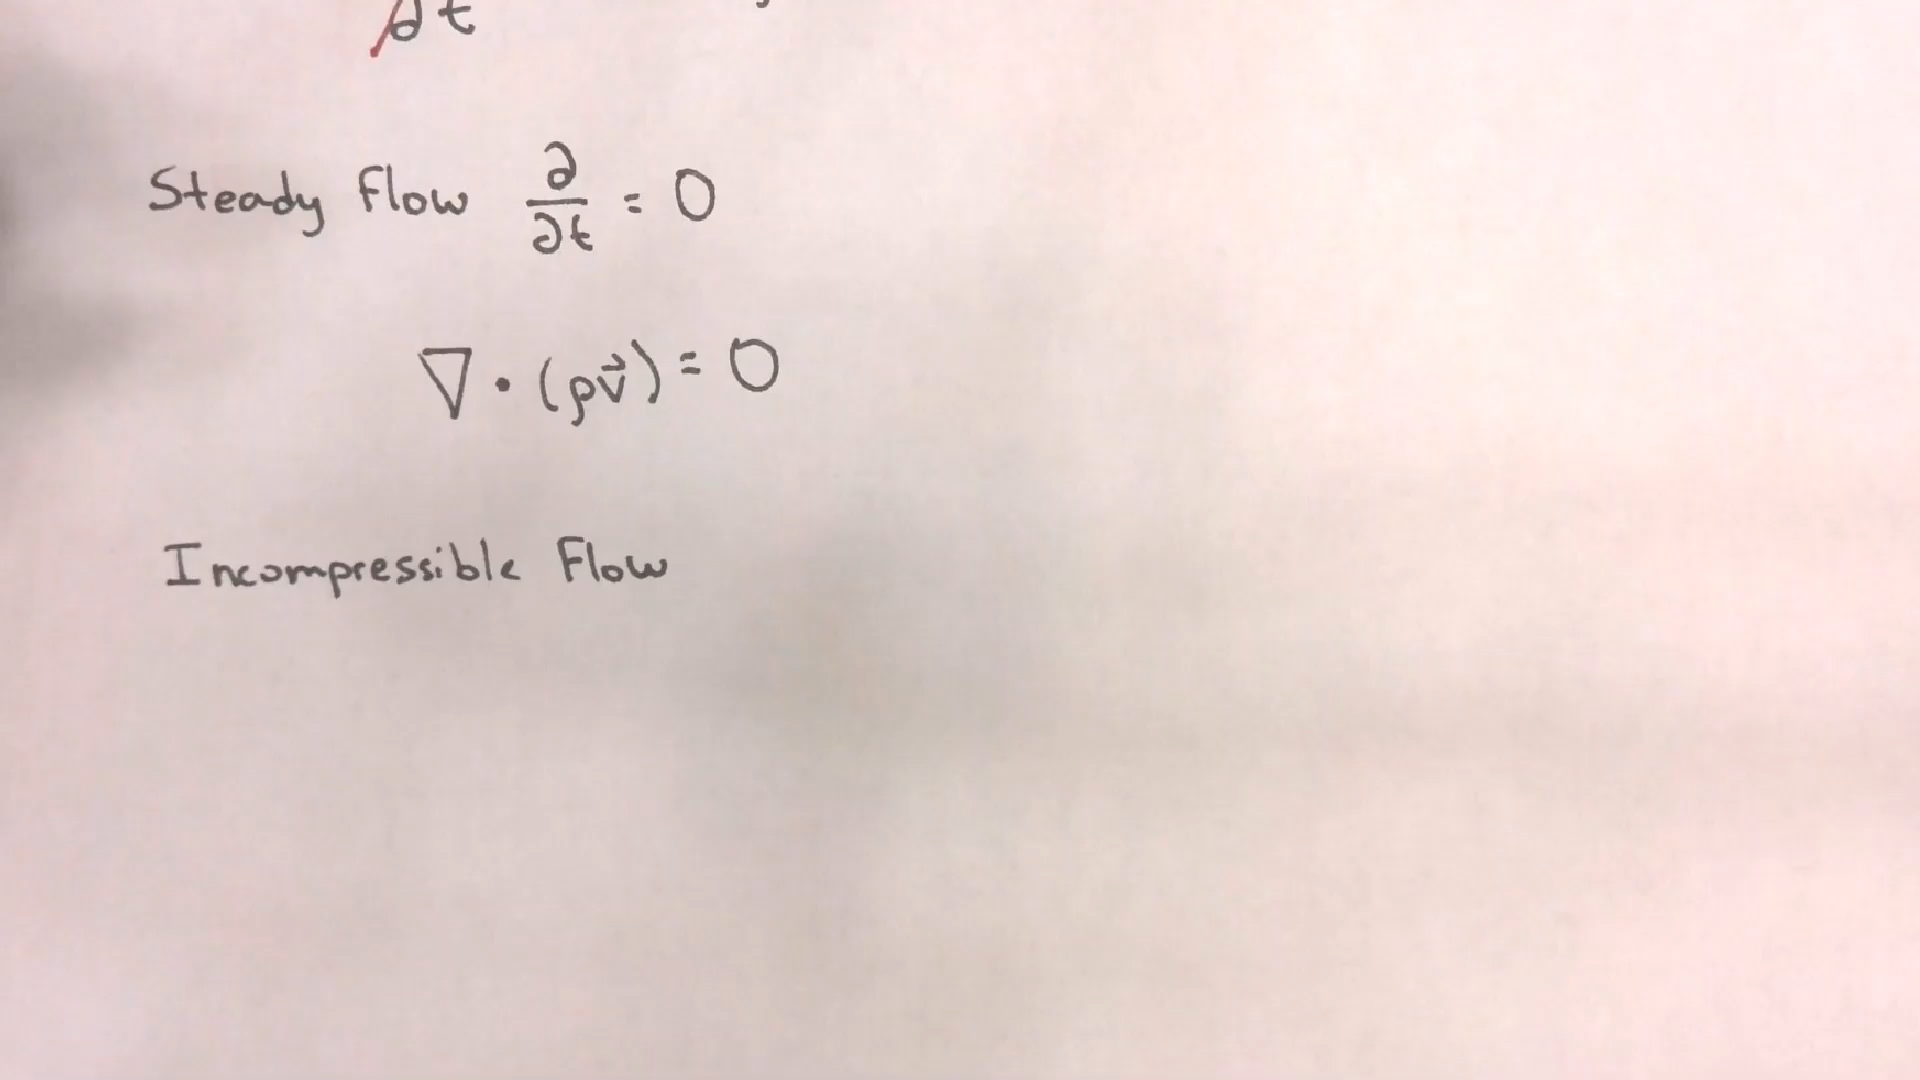 ∂t
Steady Flow ∂/∂t = 0
∇ · (ρv⃗) = 0
Incompressible Flow